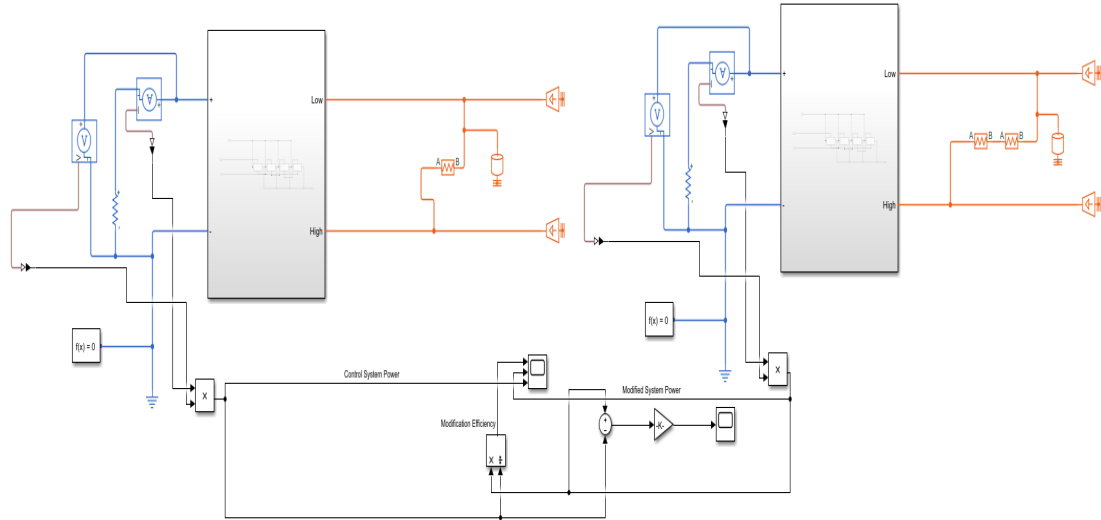 +
Low
High
-
A
V
+
+
-
A B
f(x) = 0
X
Control System Power
Modification Efficiency
X ÷
+
-
-K-
Modified System Power
+
Low
High
-
A
V
+
+
-
A B A B
f(x) = 0
X